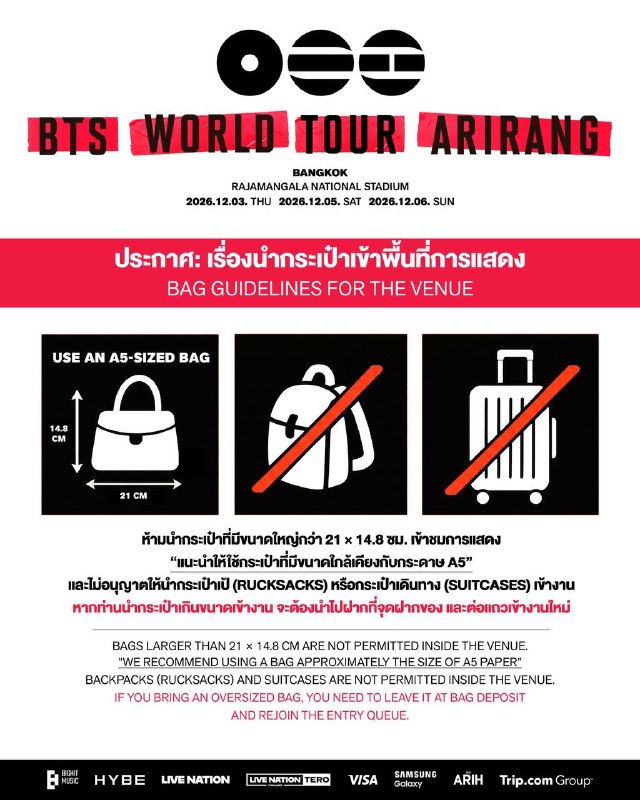 BTS WORLD TOUR ARIRANG
BANGKOK
RAJAMANGALA NATIONAL STADIUM
2026.12.03. THU 2026.12.05. SAT 2026.12.06. SUN
ประกาศ: เรื่องนำกระเป๋าเข้าพื้นที่การแสดง
BAG GUIDELINES FOR THE VENUE
USE AN A5-SIZED BAG
14.8
CM
21 CM
ห้ามนำกระเป๋าที่มีขนาดใหญ่กว่า 21 × 14.8 ซม. เข้าชมการแสดง
“แนะนำให้ใช้กระเป๋าที่มีขนาดใกล้เคียงกับกระดาษ A5”
และไม่อนุญาตให้นำกระเป๋าเป้ (RUCKSACKS) หรือกระเป๋าเดินทาง (SUITCASES) เข้างาน
หากท่านนำกระเป๋าเกินขนาดเข้างาน จะต้องนำไปฝากที่จุดฝากของ และต่อแถวเข้างานใหม่
BAGS LARGER THAN 21 × 14.8 CM ARE NOT PERMITTED INSIDE THE VENUE.
“WE RECOMMEND USING A BAG APPROXIMATELY THE SIZE OF A5 PAPER”
BACKPACKS (RUCKSACKS) AND SUITCASES ARE NOT PERMITTED INSIDE THE VENUE.
IF YOU BRING AN OVERSIZED BAG, YOU NEED TO LEAVE IT AT BAG DEPOSIT
AND REJOIN THE ENTRY QUEUE.
BIGHIT MUSIC HYBE LIVE NATION LIVE NATION TERO VISA SAMSUNG Galaxy ARIH Trip.com Group